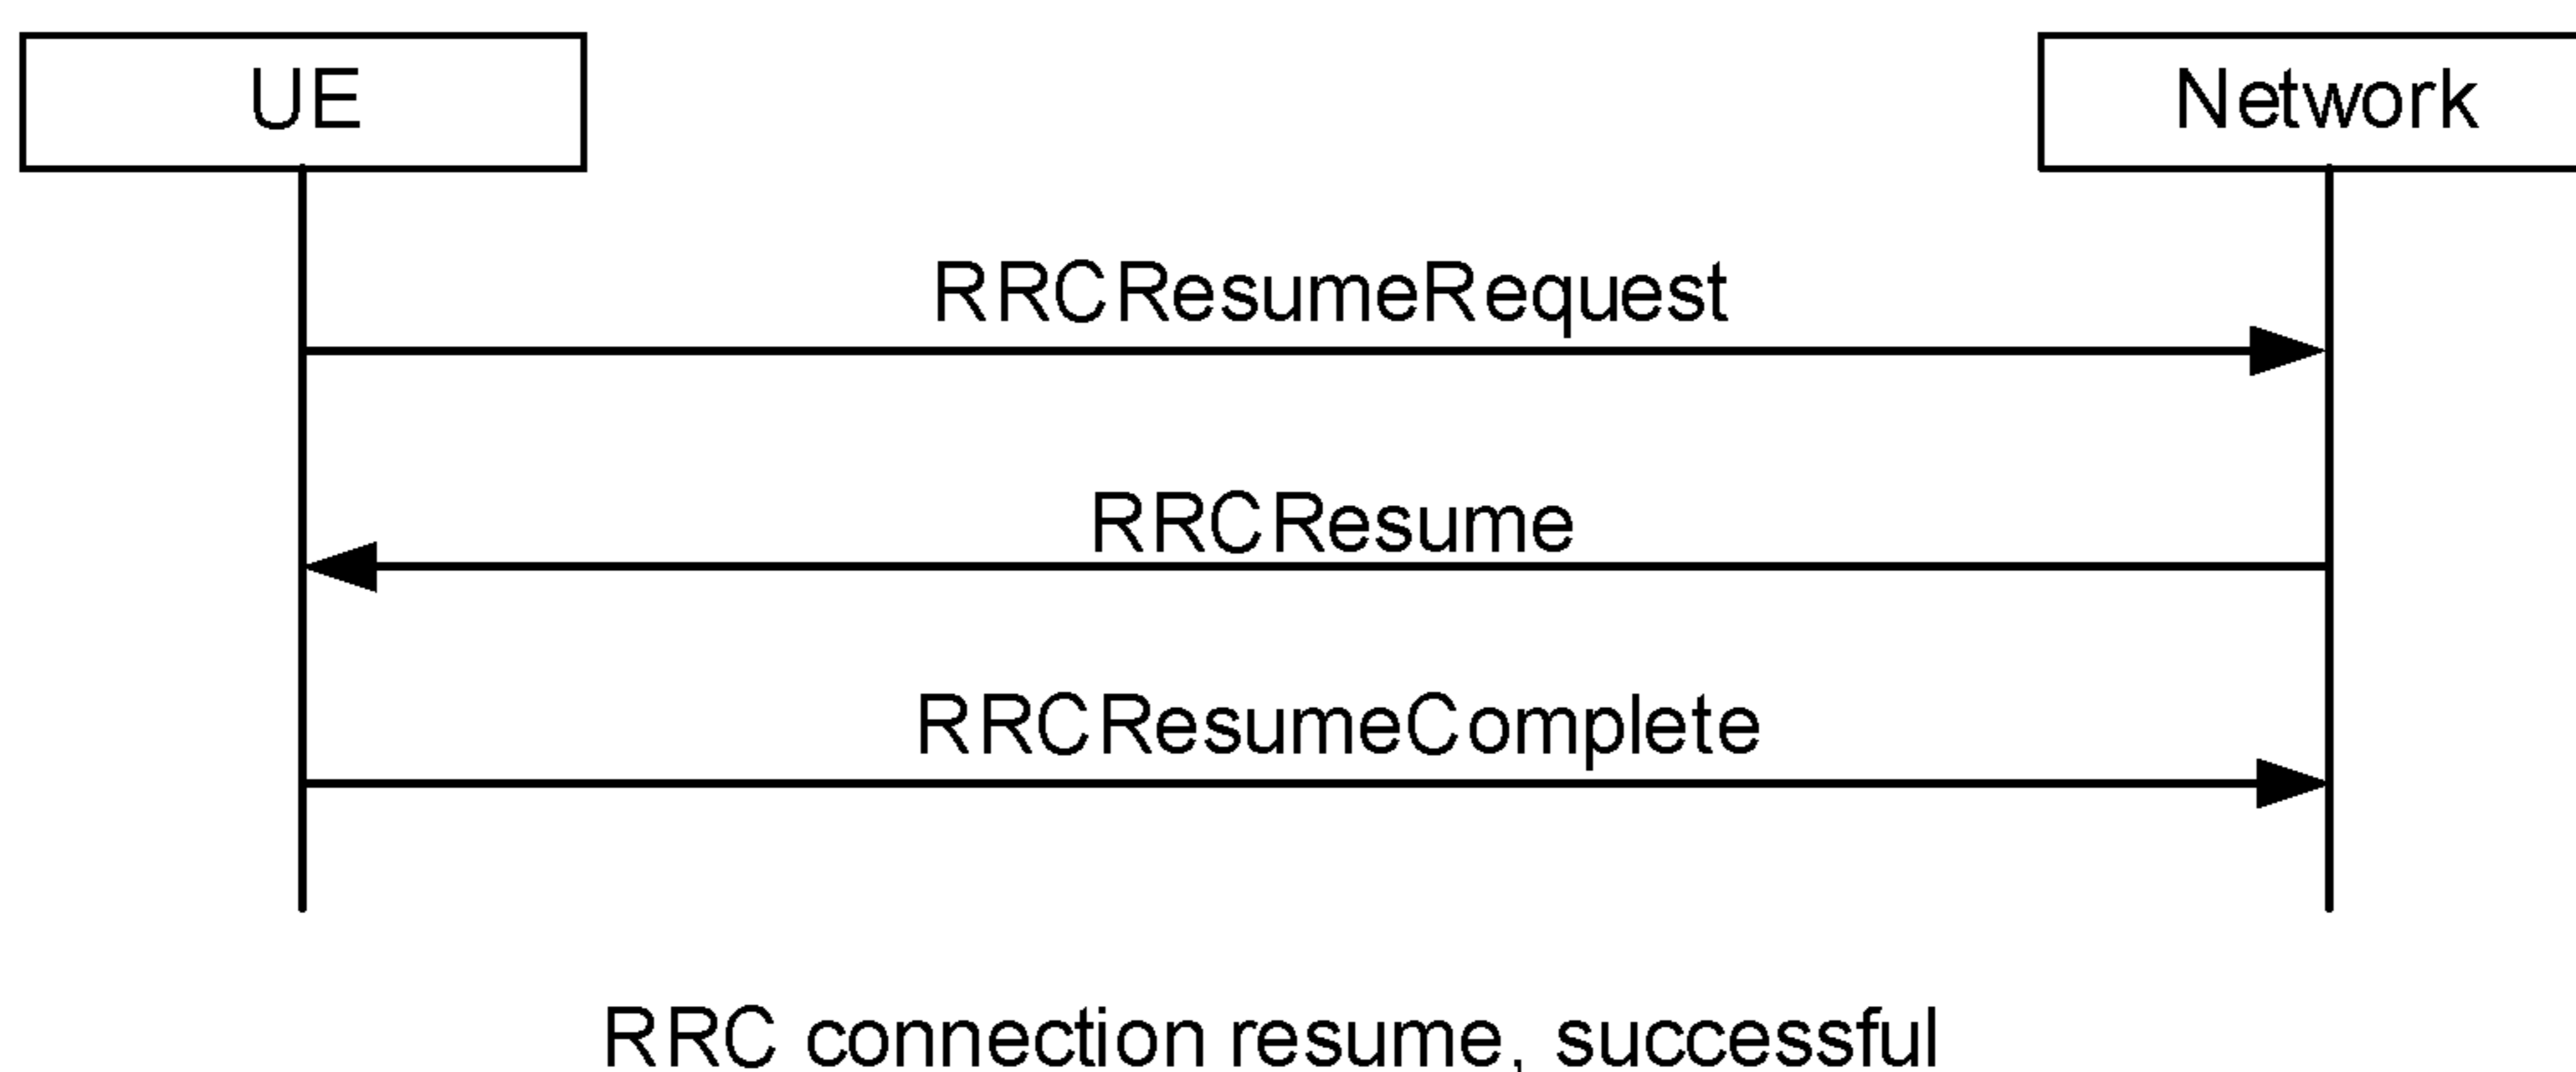 UE
Network
RRCResumeRequest
RRCResume
RRCResumeComplete
RRC connection resume, successful